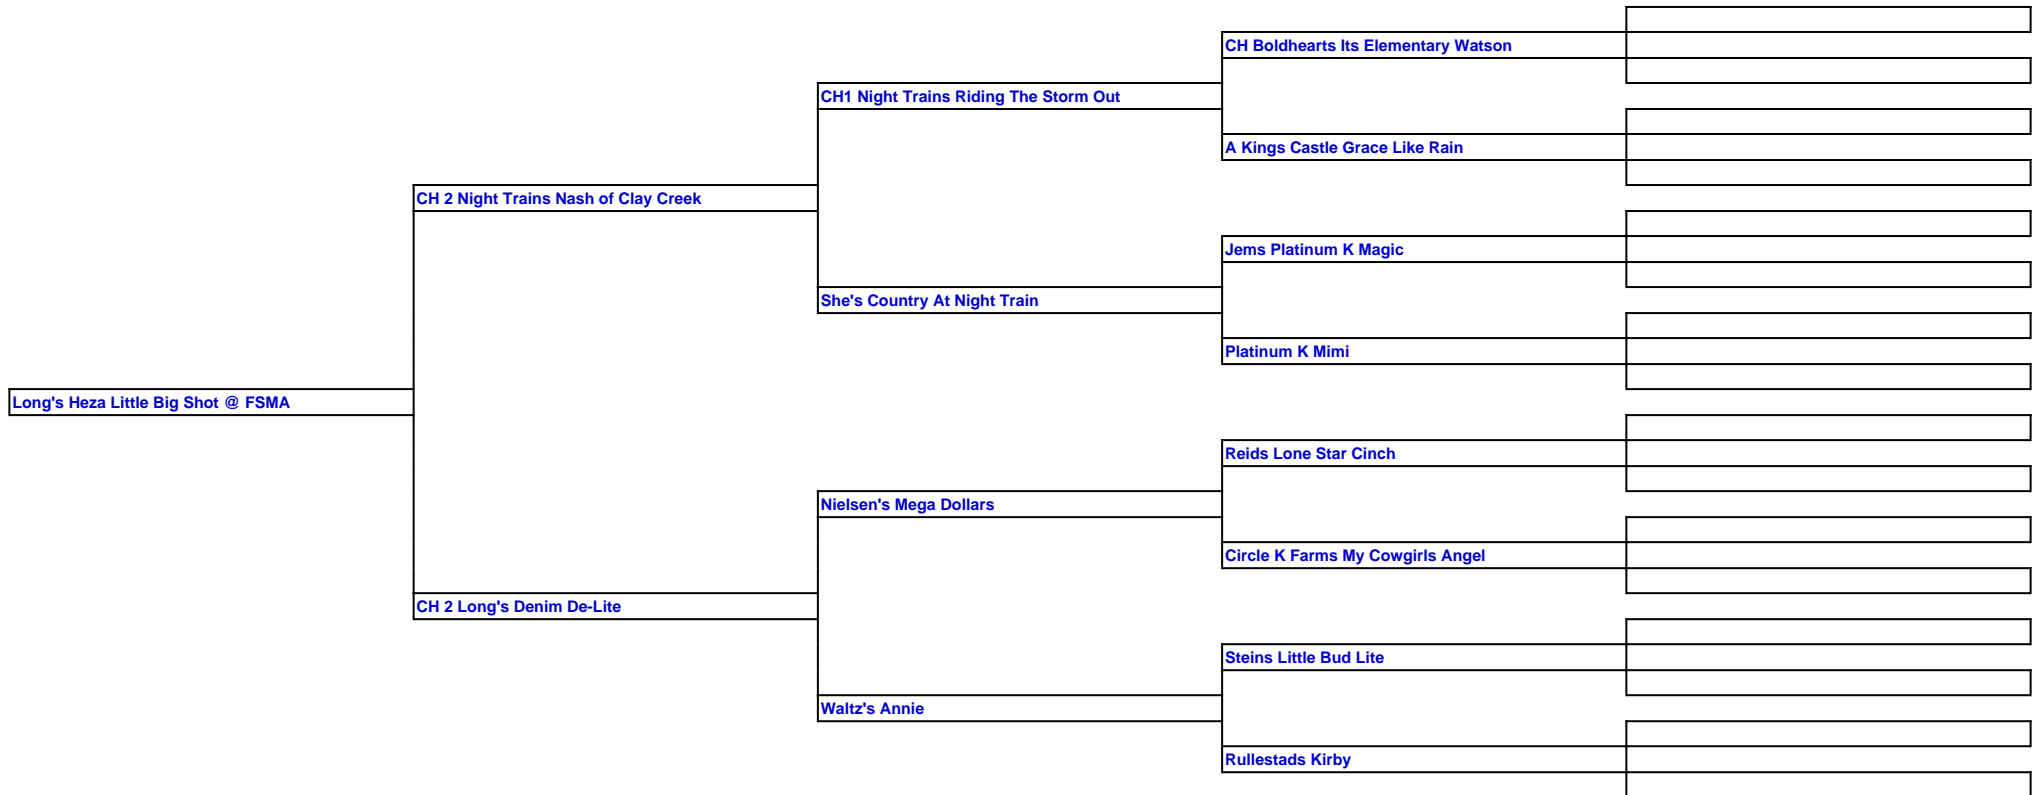 CH Boldhearts Its Elementary Watson
CH1 Night Trains Riding The Storm Out
A Kings Castle Grace Like Rain
CH 2 Night Trains Nash of Clay Creek
Jems Platinum K Magic
She's Country At Night Train
Platinum K Mimi
Long's Heza Little Big Shot @ FSMA
Reids Lone Star Cinch
Nielsen's Mega Dollars
Circle K Farms My Cowgirls Angel
CH 2 Long's Denim De-Lite
Steins Little Bud Lite
Waltz's Annie
Rullestads Kirby